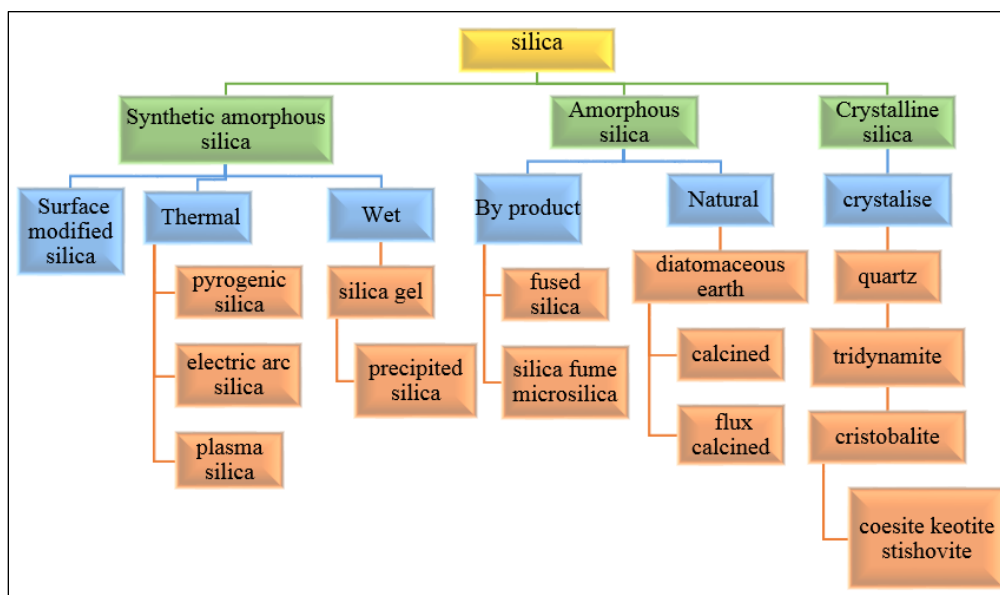 silica
Synthetic amorphous
silica
Amorphous
silica
Crystalline
silica
Surface
modified
silica
Thermal
Wet
By product
Natural
crystalise
pyrogenic
silica
silica gel
fused
silica
diatomaceous
earth
quartz
electric arc
silica
precipited
silica
silica fume
microsilica
calcined
tridynamite
plasma
silica
flux
calcined
cristobalite
coesite keotite
stishovite